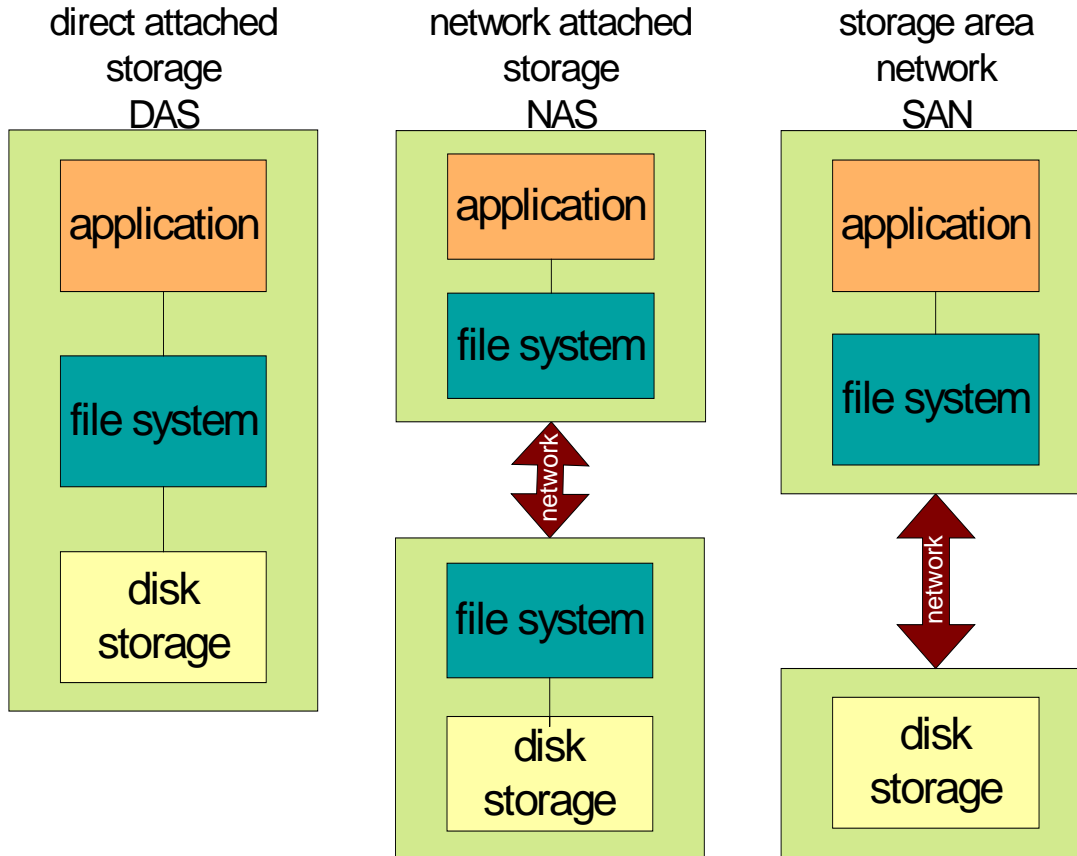 direct attached
storage
DAS
application
file system
disk
storage
network attached
storage
NAS
application
file system
network
file system
disk
storage
storage area
network
SAN
application
file system
network
disk
storage